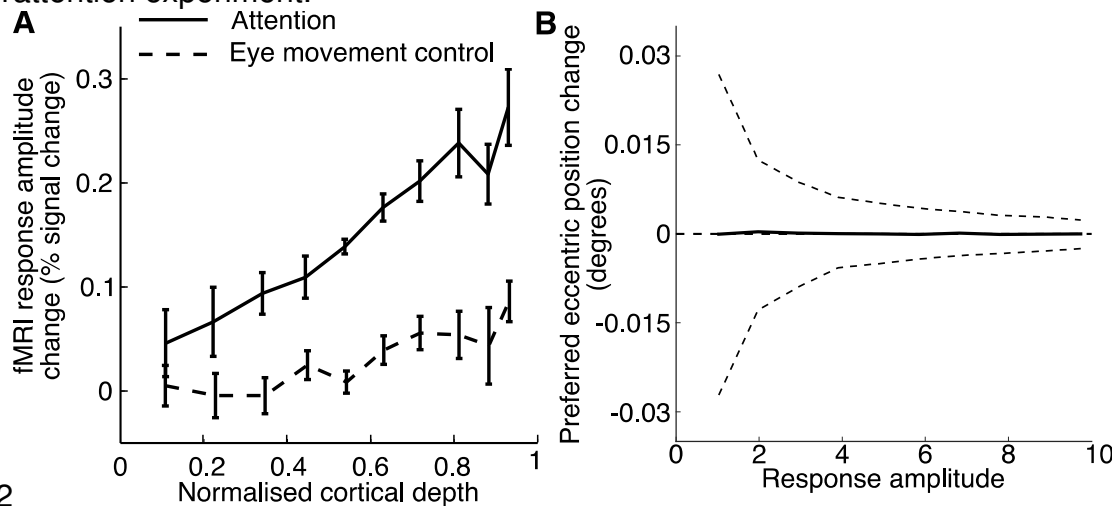 attention experiment.
A
Attention
Eye movement control
fMRI response amplitude
change (% signal change)
0.3
0.2
0.1
0
0
0.2
0.4
0.6
0.8
1
Normalised cortical depth
B
Preferred eccentric position change
(degrees)
0.03
0.015
0
-0.015
-0.03
0
2
4
6
8
10
Response amplitude
2